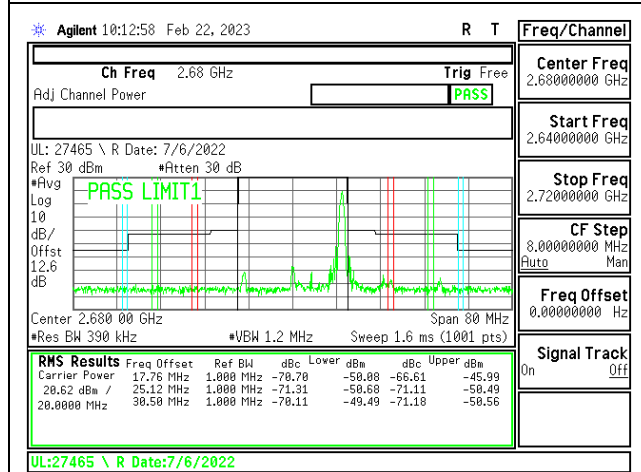 Agilent 10:12:58 Feb 22, 2023 R T Freq/Channel
Ch Freq 2.68 GHz Trig Free
Adj Channel Power PASS
UL: 27465 \ R Date: 7/6/2022
Ref 30 dBm #Atten 30 dB
#Avg
Log
10
dB/
Offst
12.6
dB
PASS LIMIT1
Center 2.680 00 GHz Span 80 MHz
#Res BW 390 kHz #VBW 1.2 MHz Sweep 1.6 ms (1001 pts)
RMS Results Freq Offset Ref BW dBc Lower dBm dBc Upper dBm
Carrier Power 17.76 MHz 1.000 MHz -70.70 -50.08 -66.61 -45.99
20.62 dBm / 25.12 MHz 1.000 MHz -71.31 -50.68 -71.11 -50.49
20.0000 MHz 30.50 MHz 1.000 MHz -70.11 -49.49 -71.18 -50.56
UL:27465 \ R Date:7/6/2022
Center Freq
2.68000000 GHz
Start Freq
2.64000000 GHz
Stop Freq
2.72000000 GHz
CF Step
8.00000000 MHz
Auto Man
Freq Offset
0.00000000 Hz
Signal Track
On Off